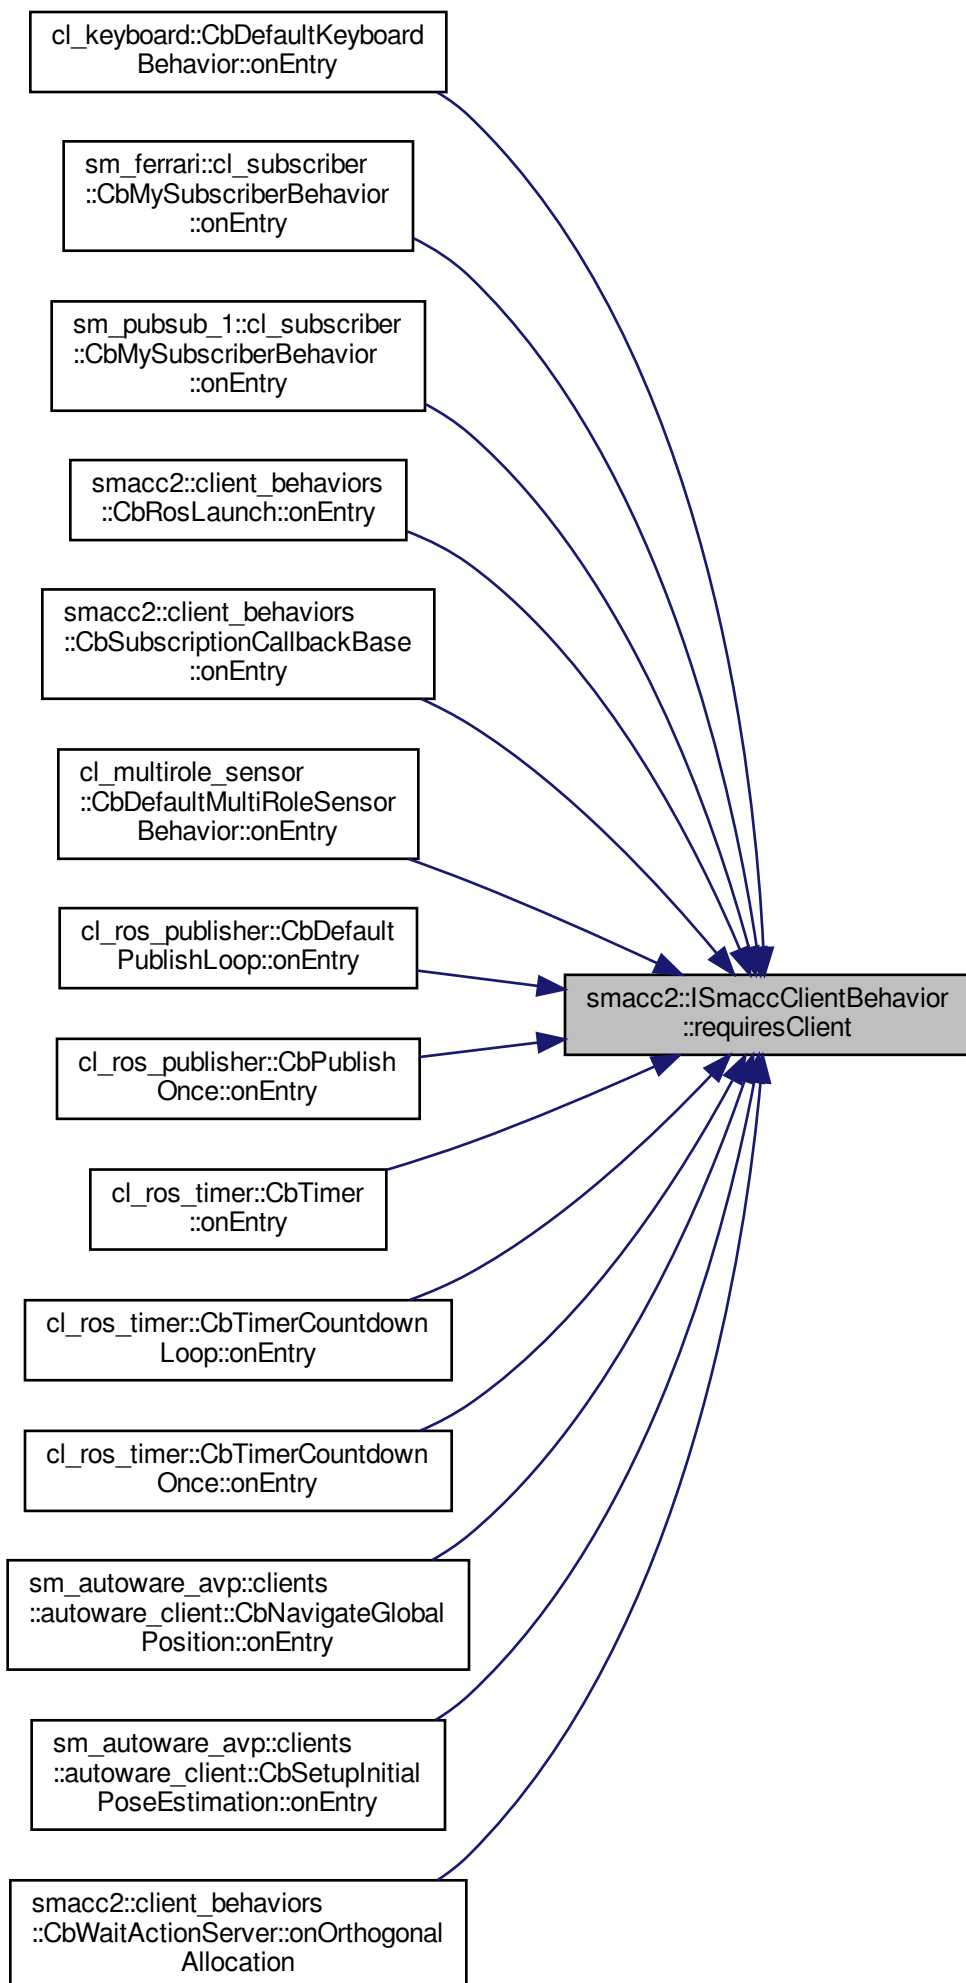 cl_keyboard::CbDefaultKeyboard
Behavior::onEntry
sm_ferrari::cl_subscriber
::CbMySubscriberBehavior
::onEntry
sm_pubsub_1::cl_subscriber
::CbMySubscriberBehavior
::onEntry
smacc2::client_behaviors
::CbRosLaunch::onEntry
smacc2::client_behaviors
::CbSubscriptionCallbackBase
::onEntry
cl_multirole_sensor
::CbDefaultMultiRoleSensor
Behavior::onEntry
cl_ros_publisher::CbDefault
PublishLoop::onEntry
smacc2::ISmaccClientBehavior
::requiresClient
cl_ros_publisher::CbPublish
Once::onEntry
cl_ros_timer::CbTimer
::onEntry
cl_ros_timer::CbTimerCountdown
Loop::onEntry
cl_ros_timer::CbTimerCountdown
Once::onEntry
sm_autoware_avp::clients
::autoware_client::CbNavigateGlobal
Position::onEntry
sm_autoware_avp::clients
::autoware_client::CbSetupInitial
PoseEstimation::onEntry
smacc2::client_behaviors
::CbWaitActionServer::onOrthogonal
Allocation